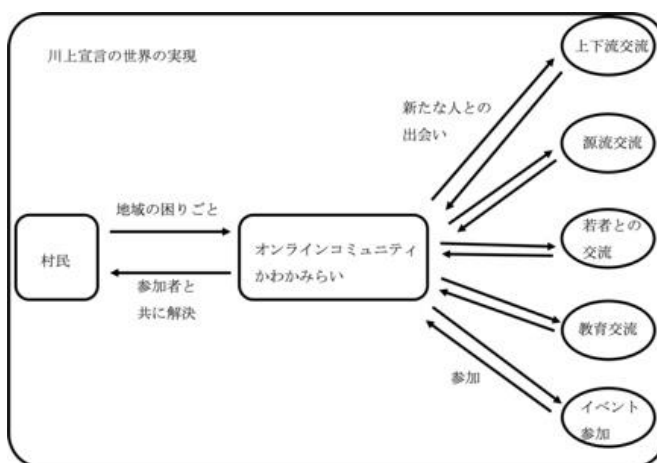 川上宣言の世界の実現
上下流交流
新たな人との
出会い
源流交流
地域の困りごと
村民
オンラインコミュニティ
かわかみらい
若者との
交流
参加者と
共に解決
教育交流
参加
イベント
参加